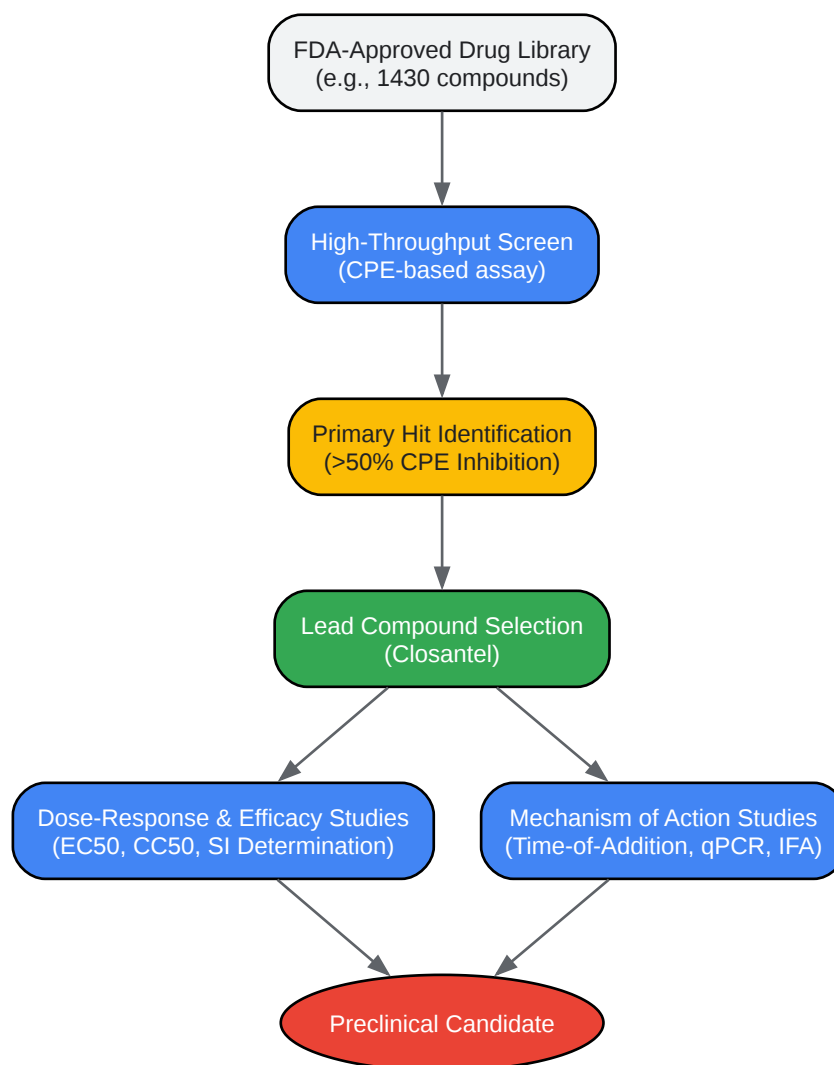 FDA-Approved Drug Library
(e.g., 1430 compounds)
High-Throughput Screen
(CPE-based assay)
Primary Hit Identification
(>50% CPE Inhibition)
Lead Compound Selection
(Closantel)
Dose-Response & Efficacy Studies
(EC50, CC50, SI Determination)
Mechanism of Action Studies
(Time-of-Addition, qPCR, IFA)
Preclinical Candidate